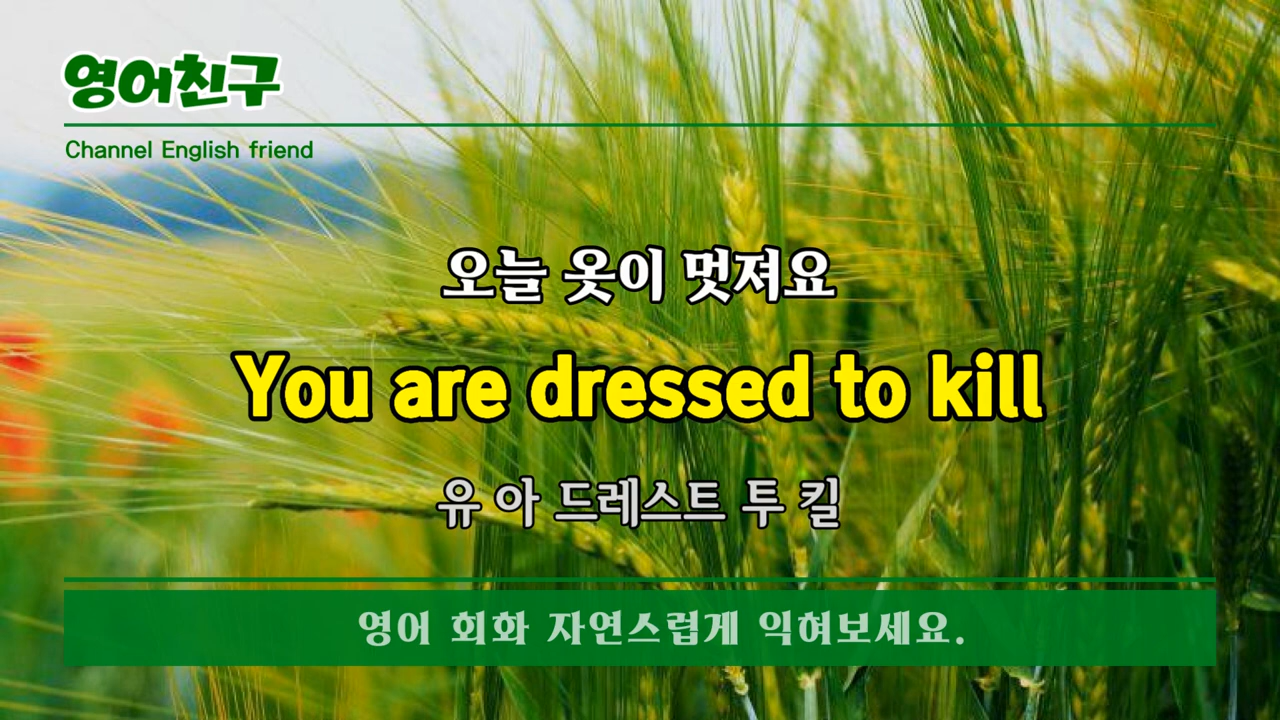 영어친구
Channel English friend
오늘 옷이 멋져요
You are dressed to kill
유 아 드레스트 투 킬
영어 회화 자연스럽게 익혀보세요.